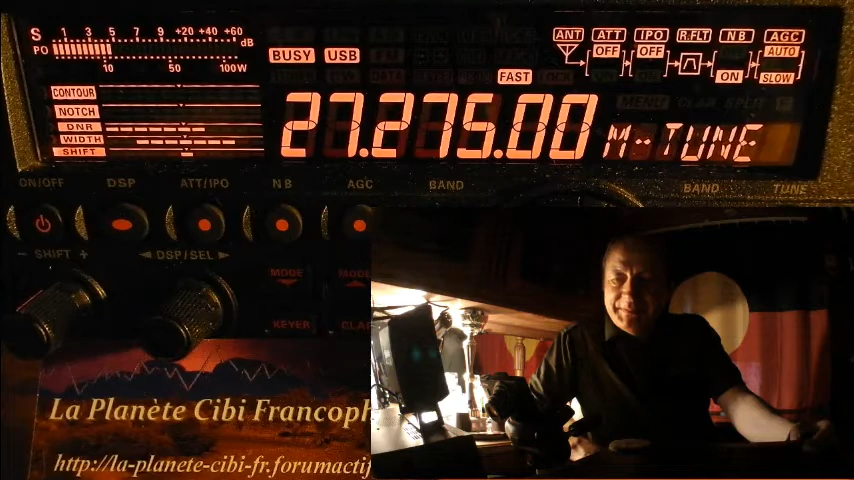 S 1 3 5 7 9 +20 +40 +60 dB
PO
10 50 100W
BUSY USB
FAST
ANT ATT IPO R.FLT NB AGC
OFF OFF AUTO
ON SLOW
CONTOUR
NOTCH
DNR
WIDTH
SHIFT
27.275.00 M-TUNE
ON/OFF DSP ATT/IPO NB AGC BAND BAND TUNE
− SHIFT + ◄DSP/SEL►
MODE MODE
KEYER
La Planète Cibi Francoph
http://la-planete-cibi-fr.forumactif